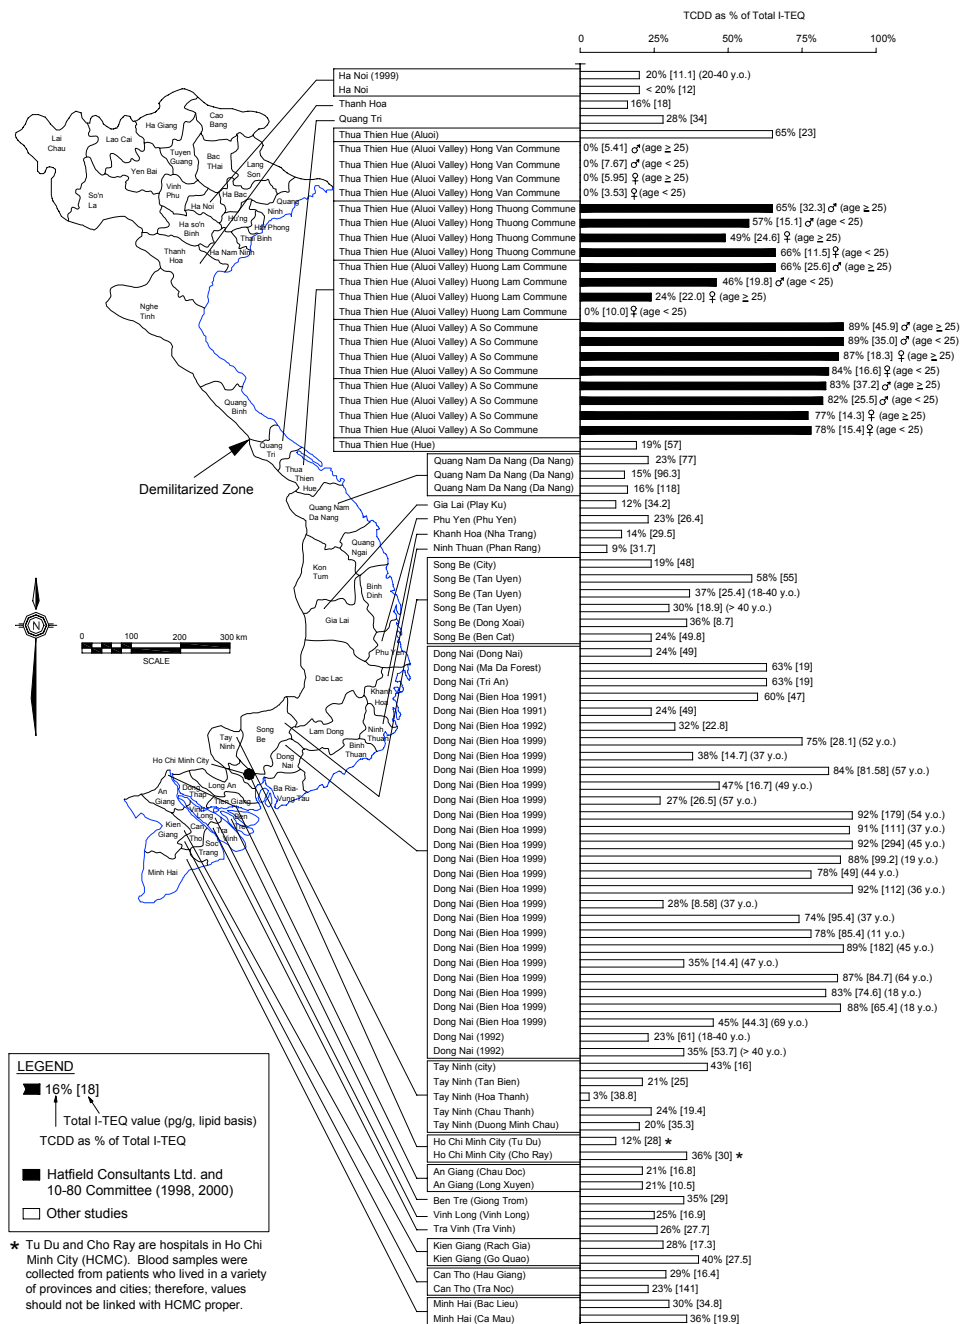 TCDD as % of Total I-TEQ
0 25% 50% 75% 100%
Ha Noi (1999) 20% [11.1] (20-40 y.o.)
Ha Noi < 20% [12]
Thanh Hoa 16% [18]
Quang Tri 28% [34]
Thua Thien Hue (Aluoi) 65% [23]
Thua Thien Hue (Aluoi Valley) Hong Van Commune 0% [5.41] ♂ (age ≥ 25)
Thua Thien Hue (Aluoi Valley) Hong Van Commune 0% [7.67] ♂ (age < 25)
Thua Thien Hue (Aluoi Valley) Hong Van Commune 0% [5.95] ♀ (age ≥ 25)
Thua Thien Hue (Aluoi Valley) Hong Van Commune 0% [3.53] ♀ (age < 25)
Thua Thien Hue (Aluoi Valley) Hong Thuong Commune 65% [32.3] ♂ (age ≥ 25)
Thua Thien Hue (Aluoi Valley) Hong Thuong Commune 57% [15.1] ♂ (age < 25)
Thua Thien Hue (Aluoi Valley) Hong Thuong Commune 49% [24.6] ♀ (age ≥ 25)
Thua Thien Hue (Aluoi Valley) Hong Thuong Commune 66% [11.5] ♀ (age < 25)
Thua Thien Hue (Aluoi Valley) Huong Lam Commune 66% [25.6] ♂ (age ≥ 25)
Thua Thien Hue (Aluoi Valley) Huong Lam Commune 46% [19.8] ♂ (age < 25)
Thua Thien Hue (Aluoi Valley) Huong Lam Commune 24% [22.0] ♀ (age ≥ 25)
Thua Thien Hue (Aluoi Valley) Huong Lam Commune 0% [10.0] ♀ (age < 25)
Thua Thien Hue (Aluoi Valley) A So Commune 89% [45.9] ♂ (age ≥ 25)
Thua Thien Hue (Aluoi Valley) A So Commune 89% [35.0] ♂ (age < 25)
Thua Thien Hue (Aluoi Valley) A So Commune 87% [18.3] ♀ (age ≥ 25)
Thua Thien Hue (Aluoi Valley) A So Commune 84% [16.6] ♀ (age < 25)
Thua Thien Hue (Aluoi Valley) A So Commune 83% [37.2] ♂ (age ≥ 25)
Thua Thien Hue (Aluoi Valley) A So Commune 82% [25.5] ♂ (age < 25)
Thua Thien Hue (Aluoi Valley) A So Commune 77% [14.3] ♀ (age ≥ 25)
Thua Thien Hue (Aluoi Valley) A So Commune 78% [15.4] ♀ (age < 25)
Thua Thien Hue (Hue) 19% [57]
Quang Nam Da Nang (Da Nang) 23% [77]
Quang Nam Da Nang (Da Nang) 15% [96.3]
Quang Nam Da Nang (Da Nang) 16% [118]
Gia Lai (Play Ku) 12% [34.2]
Phu Yen (Phu Yen) 23% [26.4]
Khanh Hoa (Nha Trang) 14% [29.5]
Ninh Thuan (Phan Rang) 9% [31.7]
Song Be (City) 19% [48]
Song Be (Tan Uyen) 58% [55]
Song Be (Tan Uyen) 37% [25.4] (18-40 y.o.)
Song Be (Tan Uyen) 30% [18.9] (> 40 y.o.)
Song Be (Dong Xoai) 36% [8.7]
Song Be (Ben Cat) 24% [49.8]
Dong Nai (Dong Nai) 24% [49]
Dong Nai (Ma Da Forest) 63% [19]
Dong Nai (Tri An) 63% [19]
Dong Nai (Bien Hoa 1991) 60% [47]
Dong Nai (Bien Hoa 1991) 24% [49]
Dong Nai (Bien Hoa 1992) 32% [22.8]
Dong Nai (Bien Hoa 1999) 75% [28.1] (52 y.o.)
Dong Nai (Bien Hoa 1999) 38% [14.7] (37 y.o.)
Dong Nai (Bien Hoa 1999) 84% [81.58] (57 y.o.)
Dong Nai (Bien Hoa 1999) 47% [16.7] (49 y.o.)
Dong Nai (Bien Hoa 1999) 27% [26.5] (57 y.o.)
Dong Nai (Bien Hoa 1999) 92% [179] (54 y.o.)
Dong Nai (Bien Hoa 1999) 91% [111] (37 y.o.)
Dong Nai (Bien Hoa 1999) 92% [294] (45 y.o.)
Dong Nai (Bien Hoa 1999) 88% [99.2] (19 y.o.)
Dong Nai (Bien Hoa 1999) 78% [49] (44 y.o.)
Dong Nai (Bien Hoa 1999) 92% [112] (36 y.o.)
Dong Nai (Bien Hoa 1999) 28% [8.58] (37 y.o.)
Dong Nai (Bien Hoa 1999) 74% [95.4] (37 y.o.)
Dong Nai (Bien Hoa 1999) 78% [85.4] (11 y.o.)
Dong Nai (Bien Hoa 1999) 89% [182] (45 y.o.)
Dong Nai (Bien Hoa 1999) 35% [14.4] (47 y.o.)
Dong Nai (Bien Hoa 1999) 87% [84.7] (64 y.o.)
Dong Nai (Bien Hoa 1999) 83% [74.6] (18 y.o.)
Dong Nai (Bien Hoa 1999) 88% [65.4] (18 y.o.)
Dong Nai (Bien Hoa 1999) 45% [44.3] (69 y.o.)
Dong Nai (1992) 23% [61] (18-40 y.o.)
Dong Nai (1992) 35% [53.7] (> 40 y.o.)
Tay Ninh (city) 43% [16]
Tay Ninh (Tan Bien) 21% [25]
Tay Ninh (Hoa Thanh) 3% [38.8]
Tay Ninh (Chau Thanh) 24% [19.4]
Tay Ninh (Duong Minh Chau) 20% [35.3]
Ho Chi Minh City (Tu Du) 12% [28] *
Ho Chi Minh City (Cho Ray) 36% [30] *
An Giang (Chau Doc) 21% [16.8]
An Giang (Long Xuyen) 21% [10.5]
Ben Tre (Giong Trom) 35% [29]
Vinh Long (Vinh Long) 25% [16.9]
Tra Vinh (Tra Vinh) 26% [27.7]
Kien Giang (Rach Gia) 28% [17.3]
Kien Giang (Go Quao) 40% [27.5]
Can Tho (Hau Giang) 29% [16.4]
Can Tho (Tra Noc) 23% [141]
Minh Hai (Bac Lieu) 30% [34.8]
Minh Hai (Ca Mau) 36% [19.9]
Lai
Chau
Lao Cai
Ha Giang
Cao
Bang
Tuyen
Guang
Bac
THai
Yen Bai
Lang
Son
Vinh
Phu
So'n
La
Ha Bac
Quang
Ninh
Ha Noi
Hu'ng
Hai Phong
Ha so'n
Binh
Thai Binh
Ha Nam Ninh
Thanh
Hoa
Nghe
Tinh
Quang
Binh
Quang
Tri
Thua
Thien
Hue
Demilitarized Zone
Quang Nam
Da Nang
Quang
Ngai
Kon
Tum
Binh
Dinh
Gia Lai
Phu Yen
Dac Lac
Khanh
Hoa
N
0 100 200 300 km
SCALE
Tay
Ninh
Song
Be
Lam Dong
Ninh
Thuan
Binh
Thuan
Dong
Nai
Ho Chi Minh City
Ba Ria-
Vung Tau
Long An
Dong
Thap
An
Giang
Tien Giang
Vinh
Long
Ben
Tre
Kien
Giang
Can
Tho
Tra
Vinh
Soc
Trang
Minh Hai
LEGEND
16% [18]
Total I-TEQ value (pg/g, lipid basis)
TCDD as % of Total I-TEQ
Hatfield Consultants Ltd. and
10-80 Committee (1998, 2000)
Other studies
* Tu Du and Cho Ray are hospitals in Ho Chi
Minh City (HCMC). Blood samples were
collected from patients who lived in a variety
of provinces and cities; therefore, values
should not be linked with HCMC proper.